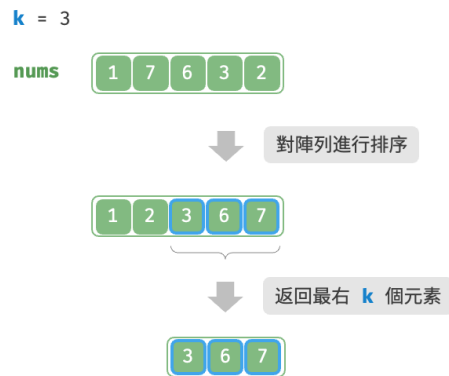 k = 3
nums 1 7 6 3 2
對陣列進行排序
1 2 3 6 7
返回最右 k 個元素
3 6 7